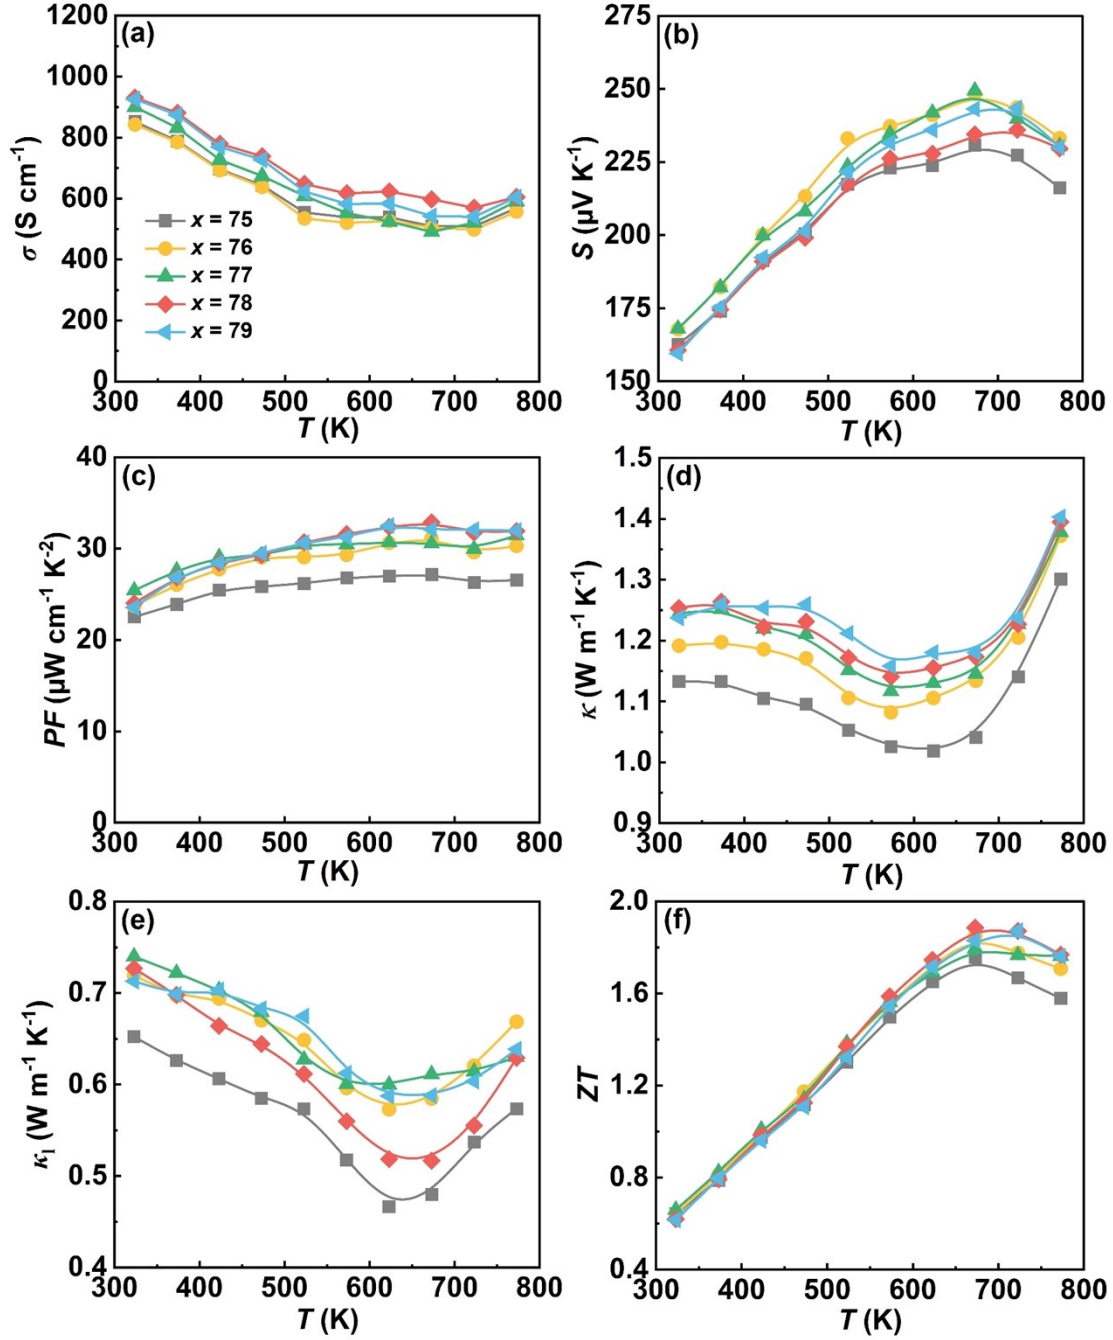 (a)
σ (S cm⁻¹)
1200
1000
800
600
400
200
0
x = 75
x = 76
x = 77
x = 78
x = 79
300 400 500 600 700 800
T (K)
(b)
S (µV K⁻¹)
275
250
225
200
175
150
300 400 500 600 700 800
T (K)
(c)
PF (µW cm⁻¹ K⁻²)
40
30
20
10
0
300 400 500 600 700 800
T (K)
(d)
κ (W m⁻¹ K⁻¹)
1.5
1.4
1.3
1.2
1.1
1.0
0.9
300 400 500 600 700 800
T (K)
(e)
κₗ (W m⁻¹ K⁻¹)
0.8
0.7
0.6
0.5
0.4
300 400 500 600 700 800
T (K)
(f)
ZT
2.0
1.6
1.2
0.8
0.4
300 400 500 600 700 800
T (K)